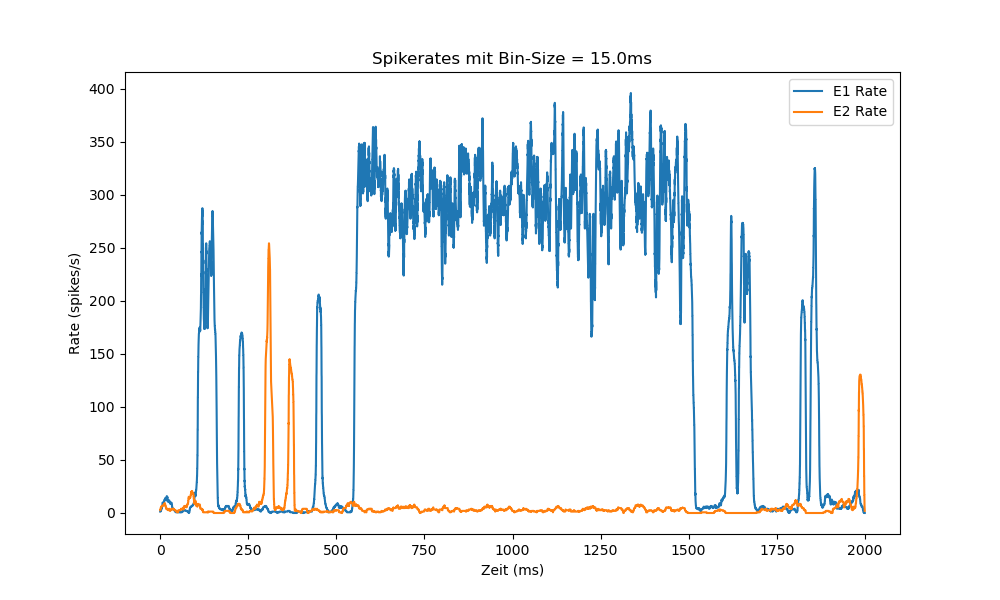 Spikerates mit Bin-Size = 15.0ms
E1 Rate
E2 Rate
Rate (spikes/s)
400
350
300
250
200
150
100
50
0
0 250 500 750 1000 1250 1500 1750 2000
Zeit (ms)